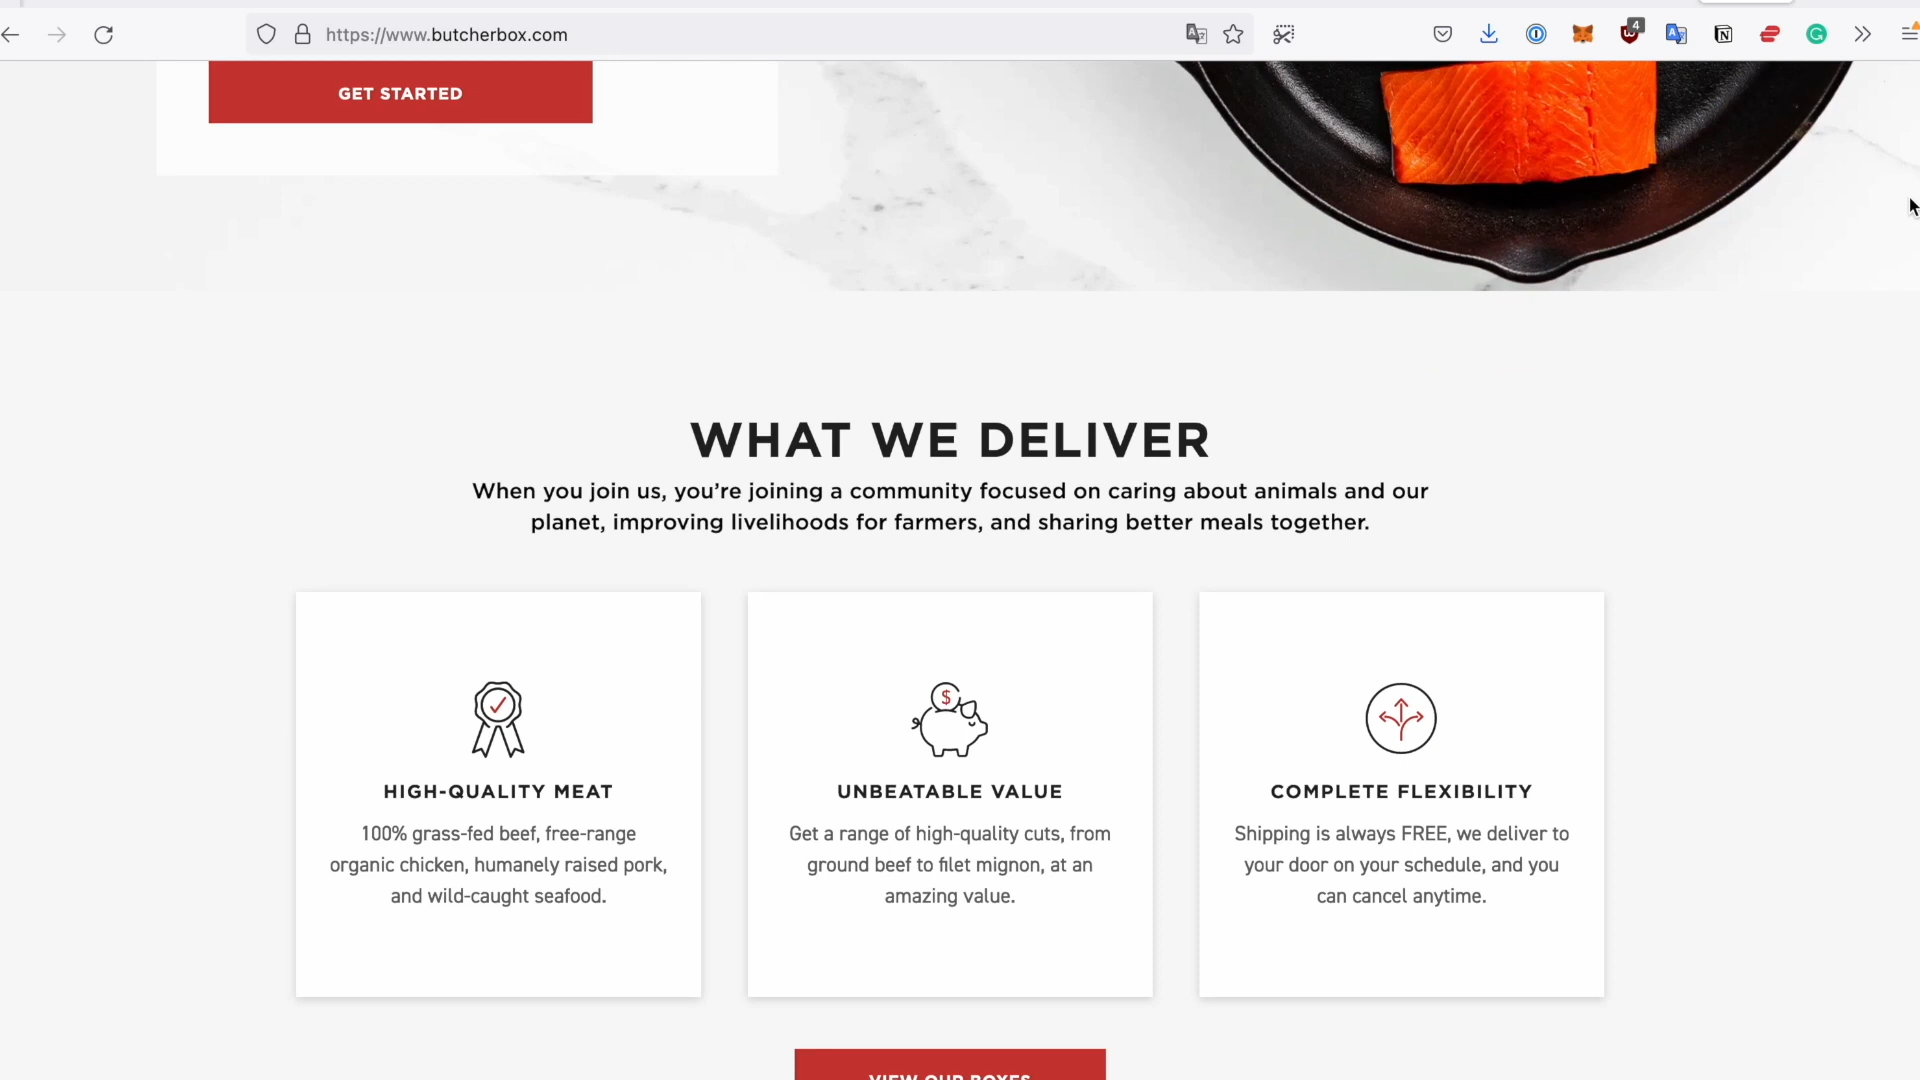 https://www.butcherbox.com
4
GET STARTED
WHAT WE DELIVER
When you join us, you’re joining a community focused on caring about animals and our
planet, improving livelihoods for farmers, and sharing better meals together.
$
HIGH-QUALITY MEAT
100% grass-fed beef, free-range
organic chicken, humanely raised pork,
and wild-caught seafood.
UNBEATABLE VALUE
Get a range of high-quality cuts, from
ground beef to filet mignon, at an
amazing value.
COMPLETE FLEXIBILITY
Shipping is always FREE, we deliver to
your door on your schedule, and you
can cancel anytime.
VIEW OUR BOXES